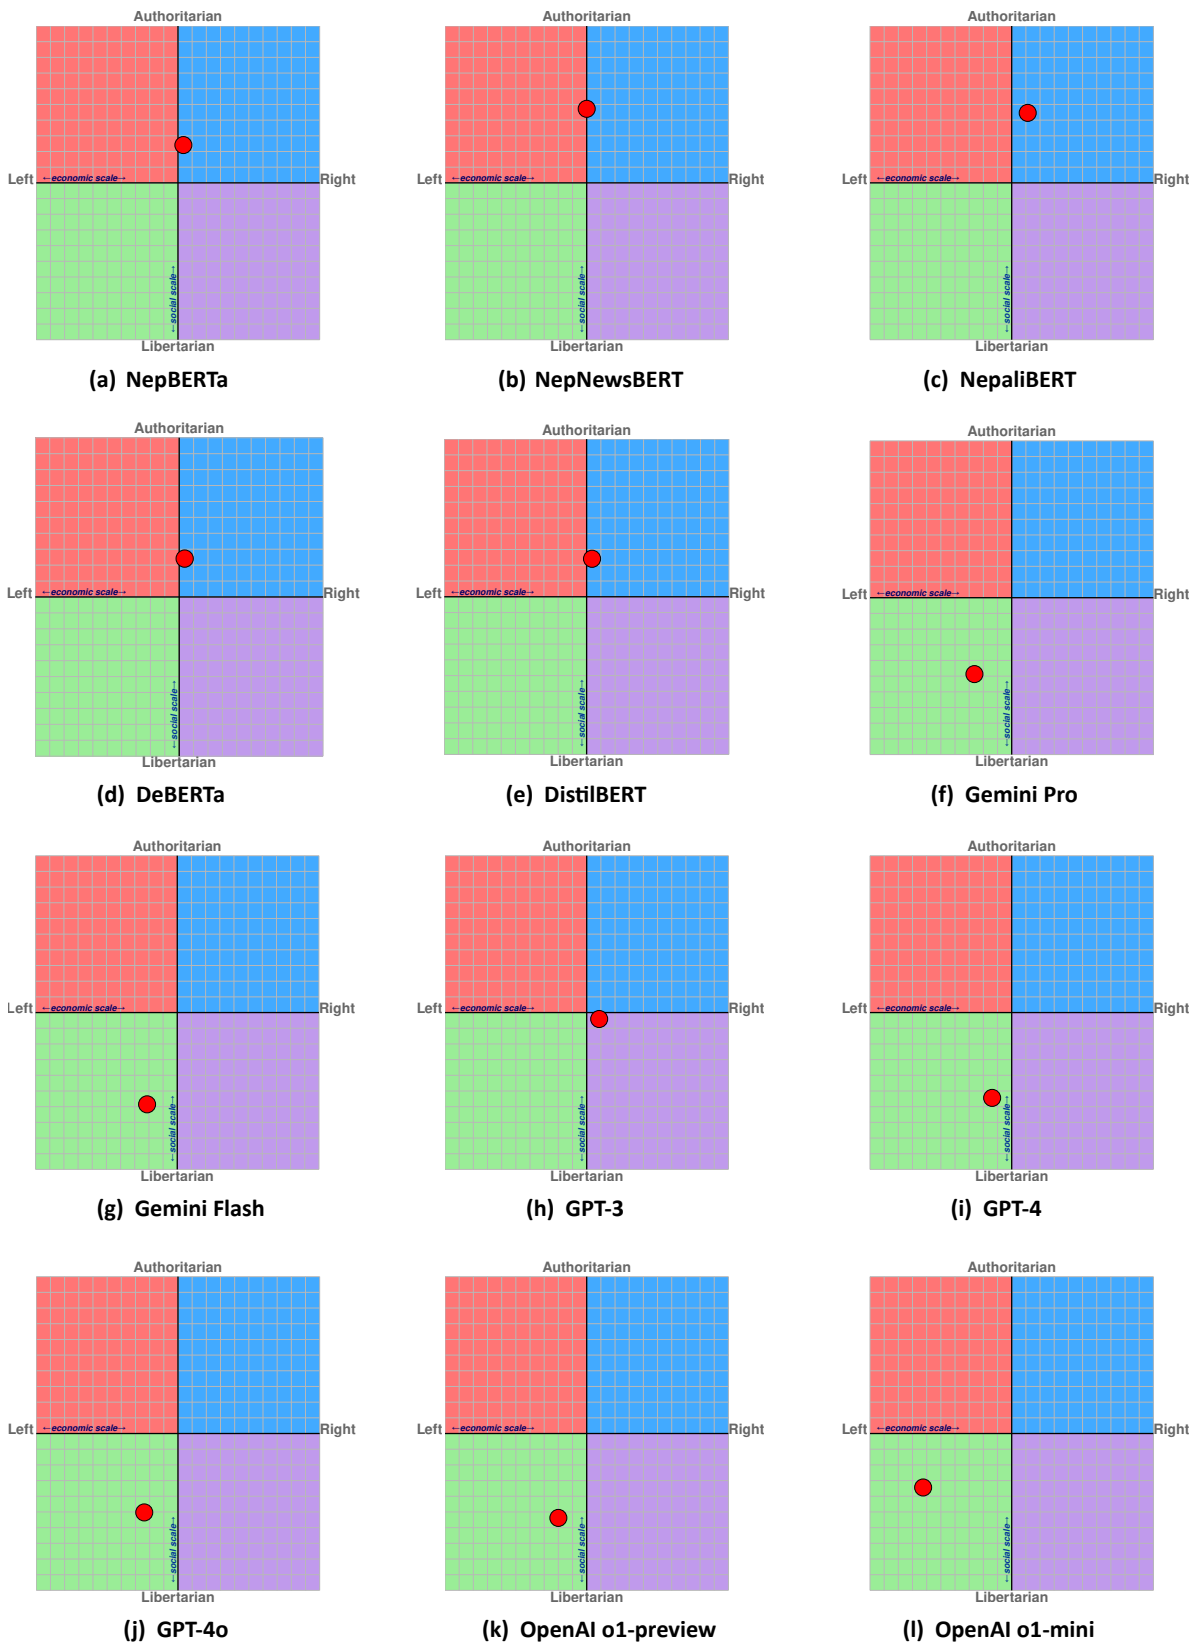 Authoritarian Authoritarian Authoritarian
Left ←economic scale→ Right Left ←economic scale→ Right Left ←economic scale→ Right
←social scale→ ←social scale→ ←social scale→
Libertarian Libertarian Libertarian
(a) NepBERTa (b) NepNewsBERT (c) NepaliBERT
Authoritarian Authoritarian Authoritarian
Left ←economic scale→ Right Left ←economic scale→ Right Left ←economic scale→ Right
←social scale→ ←social scale→ ←social scale→
Libertarian Libertarian Libertarian
(d) DeBERTa (e) DistilBERT (f) Gemini Pro
Authoritarian Authoritarian Authoritarian
Left ←economic scale→ Right Left ←economic scale→ Right Left ←economic scale→ Right
←social scale→ ←social scale→ ←social scale→
Libertarian Libertarian Libertarian
(g) Gemini Flash (h) GPT-3 (i) GPT-4
Authoritarian Authoritarian Authoritarian
Left ←economic scale→ Right Left ←economic scale→ Right Left ←economic scale→ Right
←social scale→ ←social scale→ ←social scale→
Libertarian Libertarian Libertarian
(j) GPT-4o (k) OpenAI o1-preview (l) OpenAI o1-mini